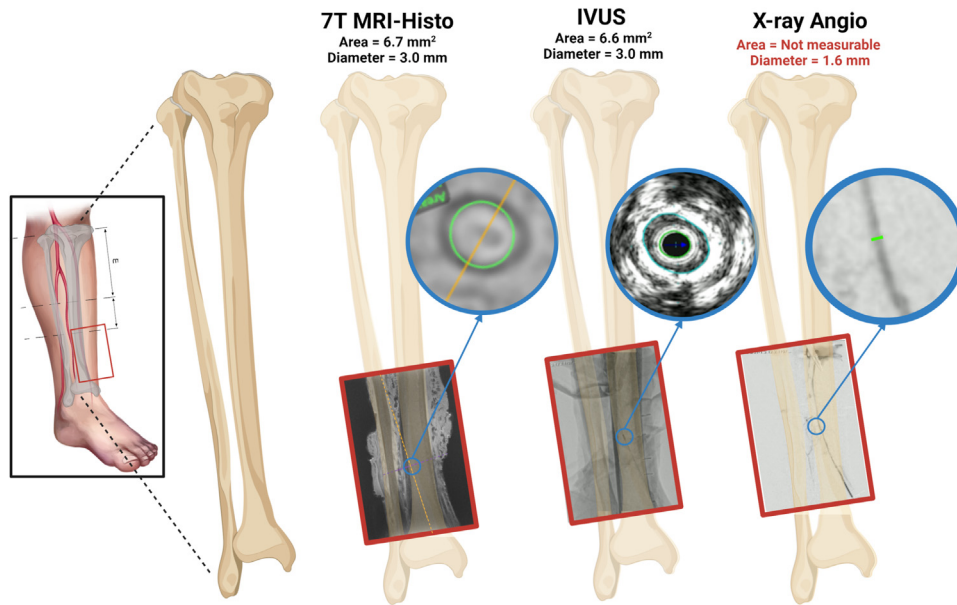 7T MRI-Histo
Area = 6.7 mm²
Diameter = 3.0 mm
IVUS
Area = 6.6 mm²
Diameter = 3.0 mm
X-ray Angio
Area = Not measurable
Diameter = 1.6 mm
E